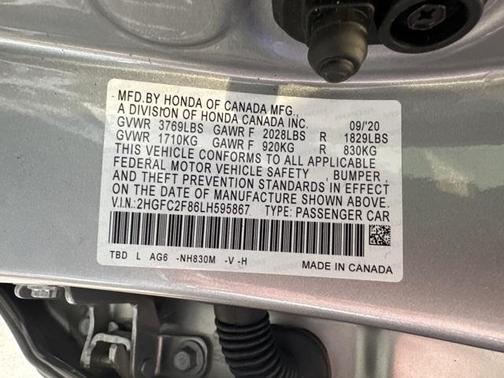 MFD.BY HONDA OF CANADA MFG.,
A DIVISION OF HONDA CANADA INC. 09/'20
GVWR 3769LBS GAWR F 2028LBS R 1829LBS
GVWR 1710KG GAWR F 920KG R 830KG
THIS VEHICLE CONFORMS TO ALL APPLICABLE
FEDERAL MOTOR VEHICLE SAFETY , BUMPER ,
AND THEFT PREVENTION STANDARDS IN EFFECT
ON THE DATE OF MANUFACTURE SHOWN ABOVE.
V.I.N.:2HGFC2F86LH595867 TYPE: PASSENGER CAR
TBD L AG6 -NH830M -V -H
MADE IN CANADA